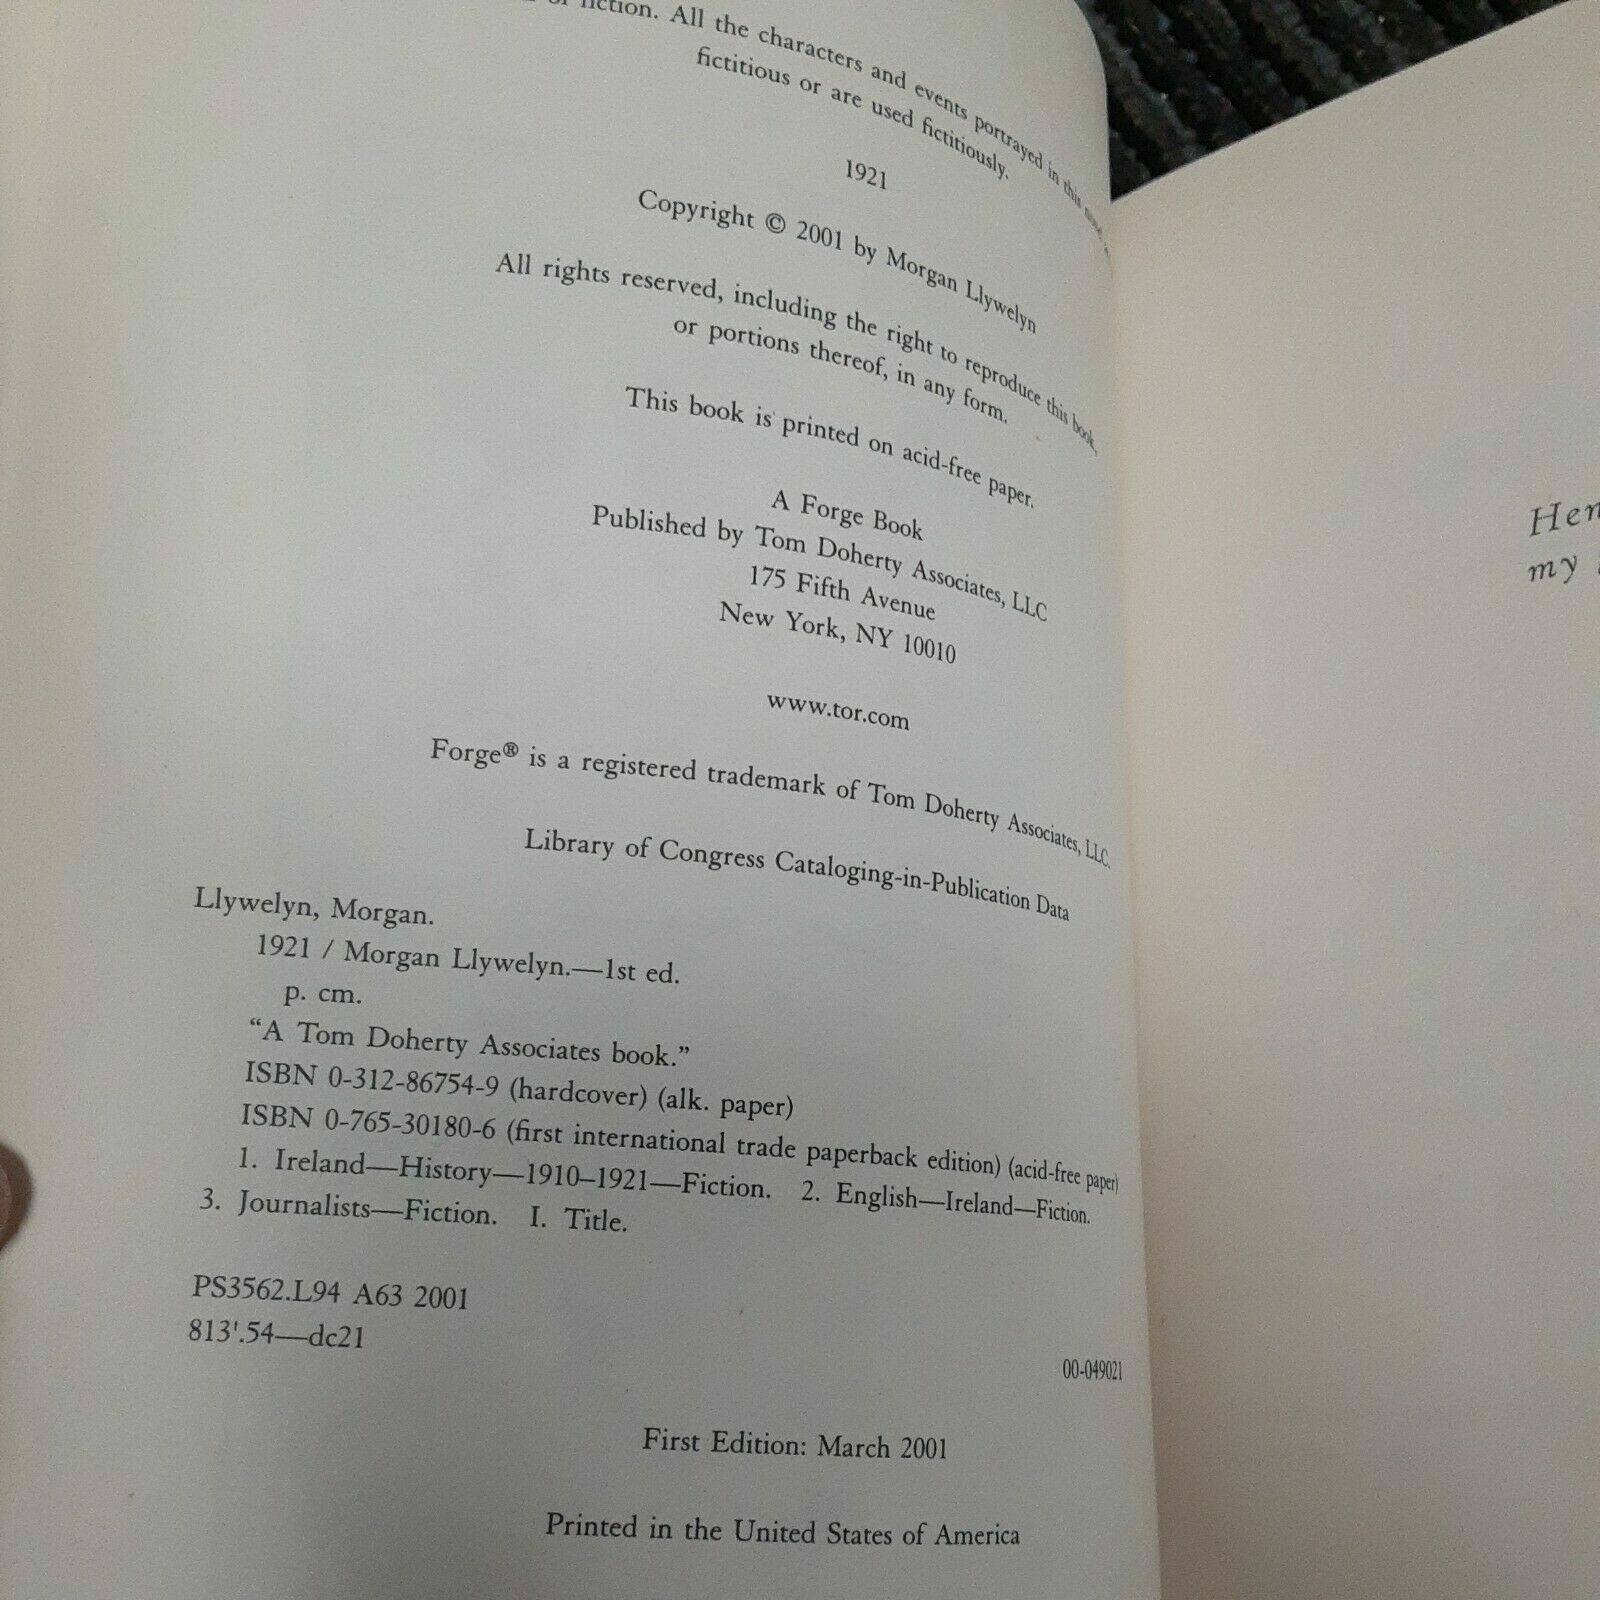 of fiction. All the characters and events portrayed in this
fictitious or are used fictitiously.
1921
Copyright © 2001 by Morgan Llywelyn
All rights reserved, including the right to reproduce this book,
or portions thereof, in any form.
This book is printed on acid-free paper.
A Forge Book
Published by Tom Doherty Associates, LLC
175 Fifth Avenue
New York, NY 10010
www.tor.com
Forge® is a registered trademark of Tom Doherty Associates, LLC.
Library of Congress Cataloging-in-Publication Data
Llywelyn, Morgan.
1921 / Morgan Llywelyn.—1st ed.
p. cm.
"A Tom Doherty Associates book."
ISBN 0-312-86754-9 (hardcover) (alk. paper)
ISBN 0-765-30180-6 (first international trade paperback edition) (acid-free paper)
1. Ireland—History—1910–1921—Fiction. 2. English—Ireland—Fiction.
3. Journalists—Fiction. I. Title.
PS3562.L94 A63 2001
813'.54—dc21
00-049021
First Edition: March 2001
Printed in the United States of America
my